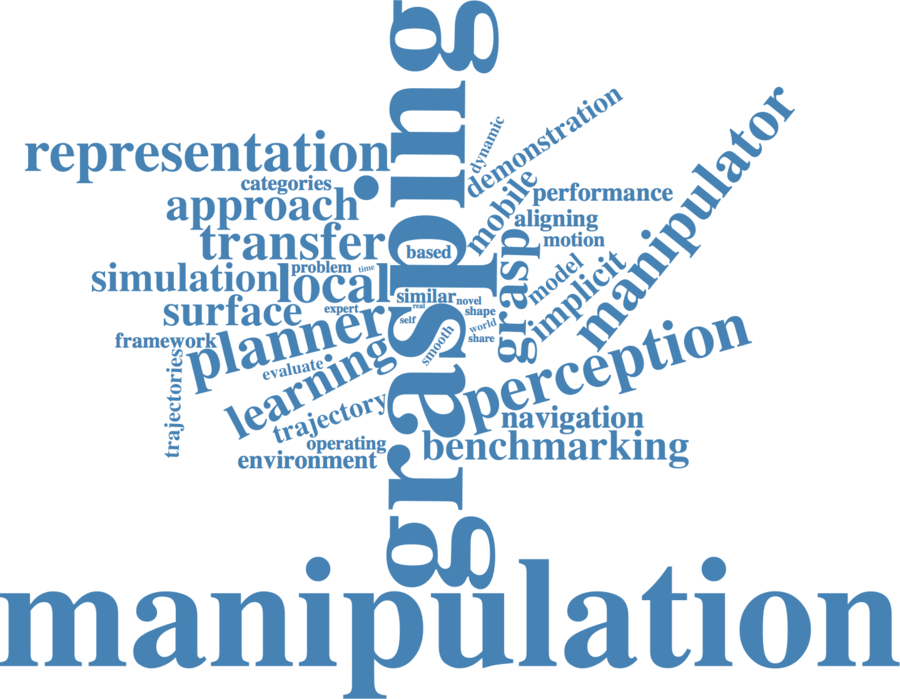 grasping
demonstration
dynamic
manipulator
representation
categories
mobile
performance
approach
aligning
transfer
based
motion
problem
time
simulation
local
grasp
model
implicit
similar
novel
real
shape
surface
expert
self
world
share
smooth
planner
framework
perception
evaluate
learning
trajectories
trajectory
navigation
operating
benchmarking
environment
manipulation